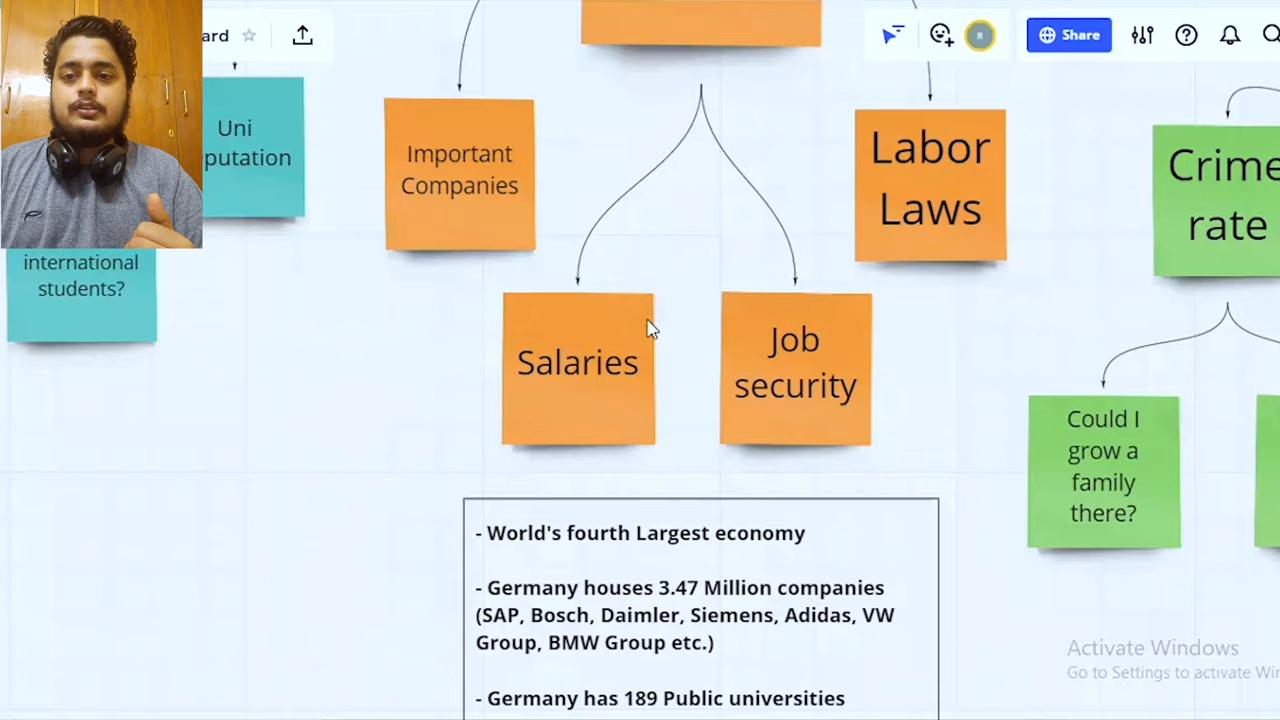 ard
Share
Uni
putation
international
students?
Important
Companies
Labor
Laws
Crime
rate
Salaries
Job
security
Could I
grow a
family
there?
- World's fourth Largest economy
- Germany houses 3.47 Million companies
(SAP, Bosch, Daimler, Siemens, Adidas, VW
Group, BMW Group etc.)
- Germany has 189 Public universities
Activate Windows
Go to Settings to activate Win